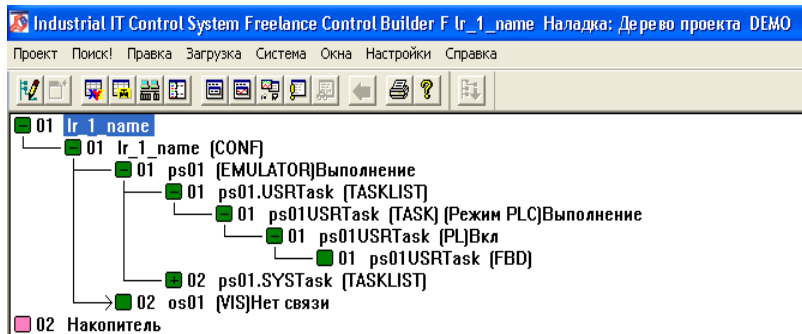 Industrial IT Control System Freelance Control Builder F lr_1_name Наладка: Дерево проекта DEMO
Проект Поиск! Правка Загрузка Система Окна Настройки Справка
01 lr_1_name
01 lr_1_name (CONF)
01 ps01 (EMULATOR)Выполнение
01 ps01.USRTask (TASKLIST)
01 ps01USRTask (TASK) (Режим PLC)Выполнение
01 ps01USRTask (PL)Вкл
01 ps01USRTask (FBD)
02 ps01.SYSTask (TASKLIST)
02 os01 (VIS)Нет связи
02 Накопитель